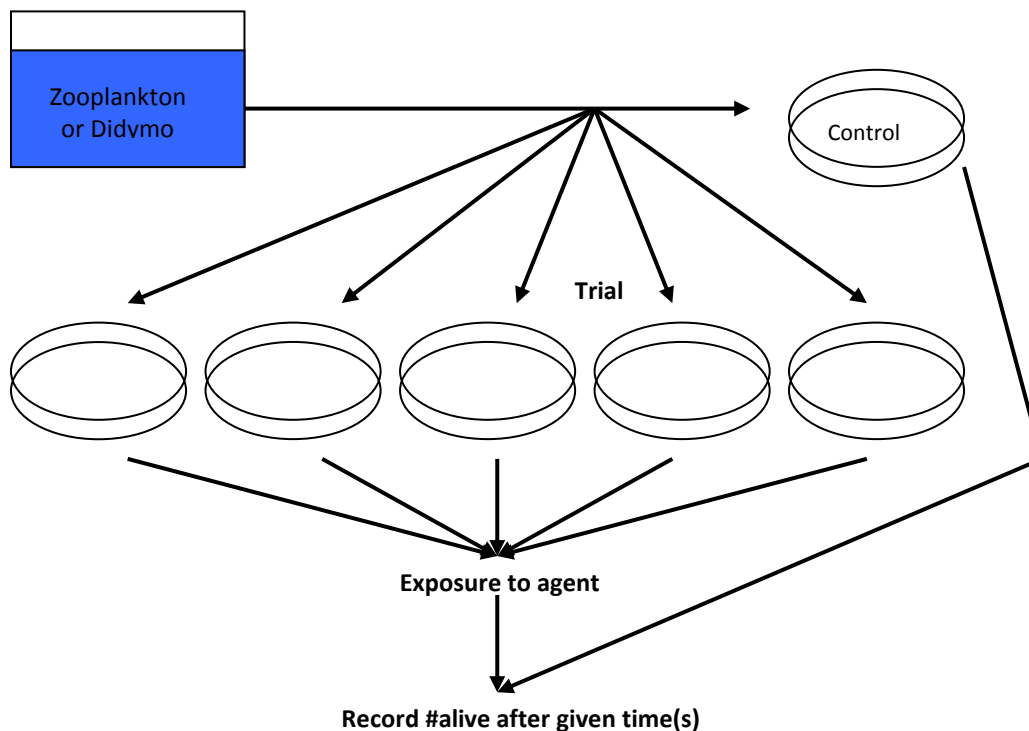 Zooplankton
or Didymo
Control
Trial
Exposure to agent
Record #alive after given time(s)